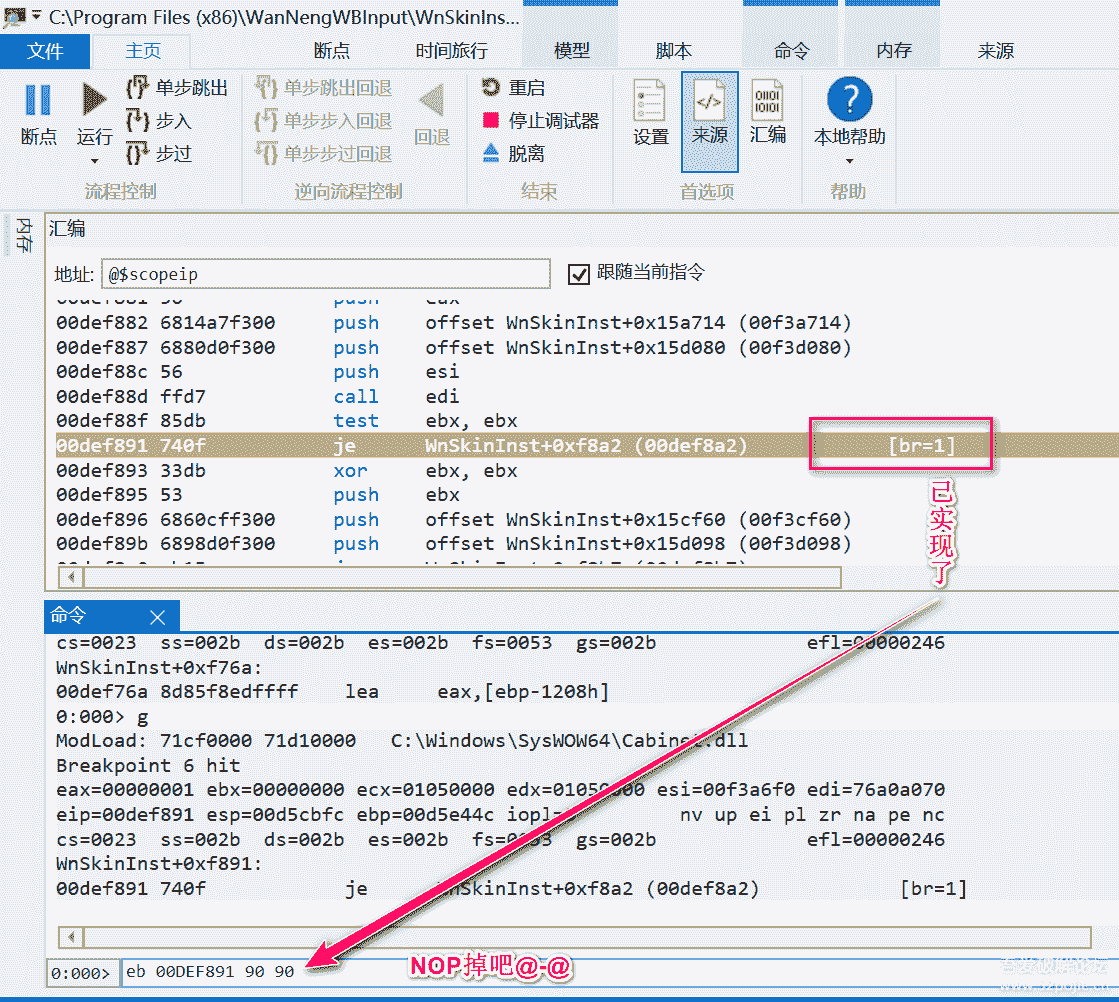 C:\Program Files (x86)\WanNengWBInput\WnSkinIns...
文件 主页 断点 时间旅行 模型 脚本 命令 内存 来源
断点
运行
单步跳出
步入
步过
流程控制
单步跳出回退
单步步入回退
单步步过回退
回退
逆向流程控制
重启
停止调试器
脱离
结束
设置
来源
汇编
首选项
本地帮助
帮助
内存
汇编
地址: @$scopeip 跟随当前指令
00def882 6814a7f300 push offset WnSkinInst+0x15a714 (00f3a714)
00def887 6880d0f300 push offset WnSkinInst+0x15d080 (00f3d080)
00def88c 56 push esi
00def88d ffd7 call edi
00def88f 85db test ebx, ebx
00def891 740f je WnSkinInst+0xf8a2 (00def8a2) [br=1]
00def893 33db xor ebx, ebx
00def895 53 push ebx
00def896 6860cff300 push offset WnSkinInst+0x15cf60 (00f3cf60)
00def89b 6898d0f300 push offset WnSkinInst+0x15d098 (00f3d098)
已实现了
命令
cs=0023 ss=002b ds=002b es=002b fs=0053 gs=002b efl=00000246
WnSkinInst+0xf76a:
00def76a 8d85f8edffff lea eax,[ebp-1208h]
0:000> g
ModLoad: 71cf0000 71d10000 C:\Windows\SysWOW64\Cabinet.dll
Breakpoint 6 hit
eax=00000001 ebx=00000000 ecx=01050000 edx=01050000 esi=00f3a6f0 edi=76a0a070
eip=00def891 esp=00d5cbfc ebp=00d5e44c nv up ei pl zr na pe nc
cs=0023 ss=002b ds=002b es=002b fs=0053 gs=002b efl=00000246
WnSkinInst+0xf891:
00def891 740f je WnSkinInst+0xf8a2 (00def8a2) [br=1]
0:000> eb 00DEF891 90 90
NOP掉吧@-@
吾爱破解论坛